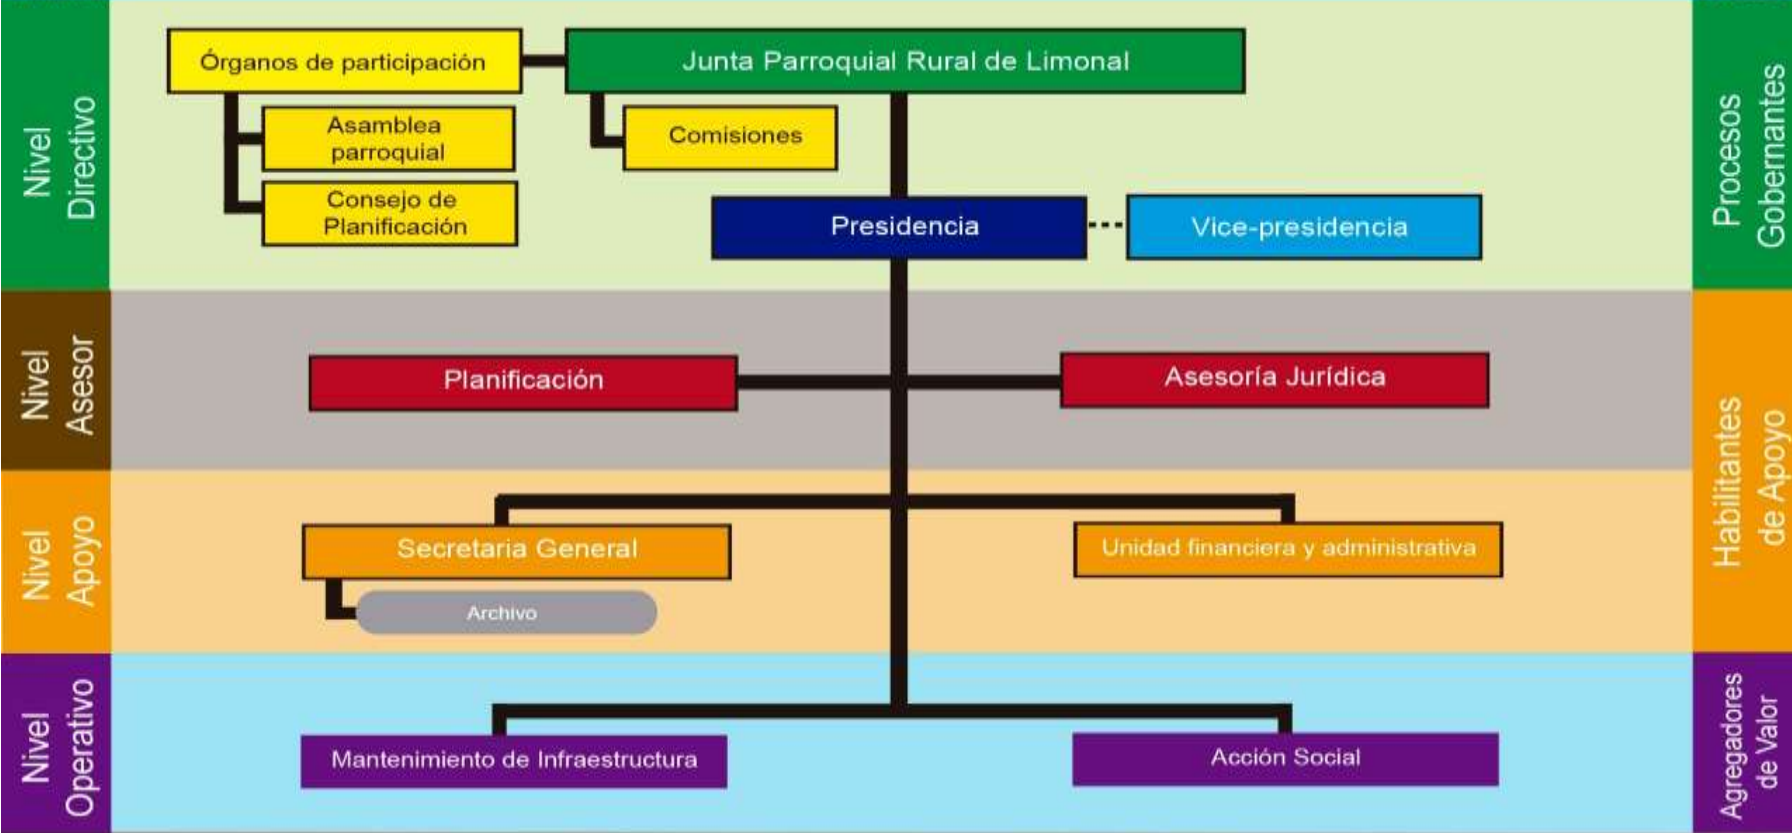 Nivel
Directivo
Órganos de participación
Junta Parroquial Rural de Limonal
Asamblea
parroquial
Comisiones
Consejo de
Planificación
Presidencia
Vice-presidencia
Procesos
Gobernantes
Nivel
Asesor
Planificación
Asesoría Jurídica
Habilitantes
de Apoyo
Nivel
Apoyo
Secretaria General
Unidad financiera y administrativa
Archivo
Nivel
Operativo
Mantenimiento de Infraestructura
Acción Social
Agregadores
de Valor